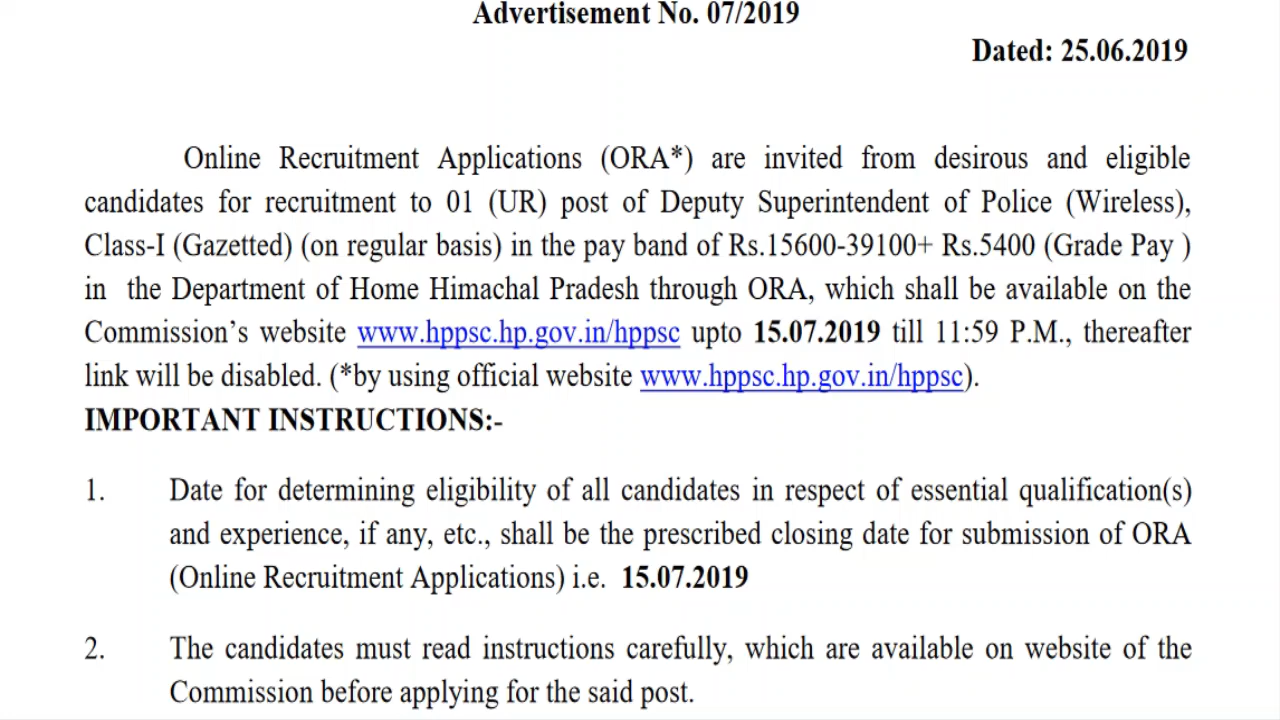 Advertisement No. 07/2019
Dated: 25.06.2019
Online Recruitment Applications (ORA*) are invited from desirous and eligible
candidates for recruitment to 01 (UR) post of Deputy Superintendent of Police (Wireless),
Class-I (Gazetted) (on regular basis) in the pay band of Rs.15600-39100+ Rs.5400 (Grade Pay )
in the Department of Home Himachal Pradesh through ORA, which shall be available on the
Commission's website www.hppsc.hp.gov.in/hppsc upto 15.07.2019 till 11:59 P.M., thereafter
link will be disabled. (*by using official website www.hppsc.hp.gov.in/hppsc).
IMPORTANT INSTRUCTIONS:-
1. Date for determining eligibility of all candidates in respect of essential qualification(s)
and experience, if any, etc., shall be the prescribed closing date for submission of ORA
(Online Recruitment Applications) i.e. 15.07.2019
2. The candidates must read instructions carefully, which are available on website of the
Commission before applying for the said post.